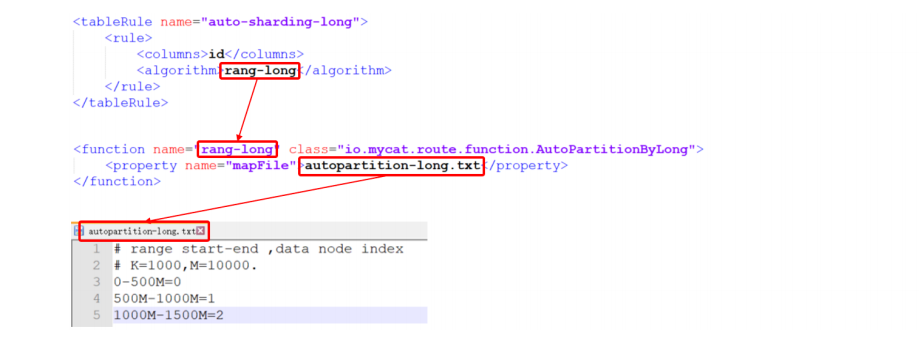 <tableRule name="auto-sharding-long">
<rule>
<columns>id</columns>
<algorithm>rang-long</algorithm>
</rule>
</tableRule>
<function name="rang-long" class="io.mycat.route.function.AutoPartitionByLong">
<property name="mapFile">autopartition-long.txt</property>
</function>
autopartition-long.txt
1 # range start-end ,data node index
2 # K=1000,M=10000.
3 0-500M=0
4 500M-1000M=1
5 1000M-1500M=2